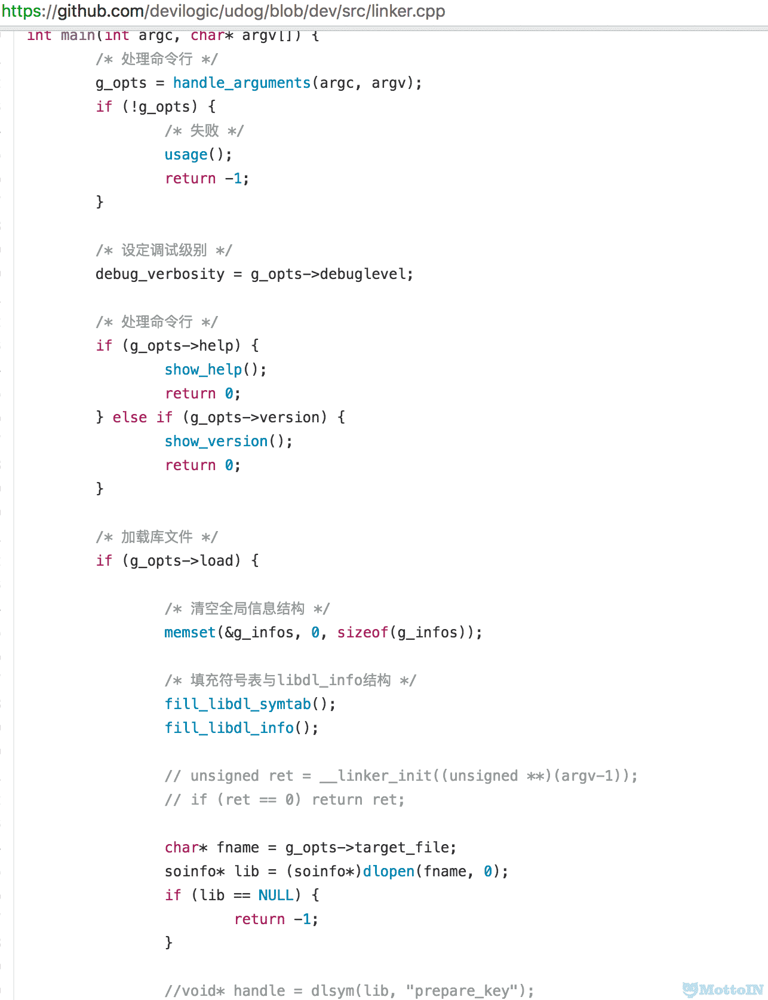 https://github.com/devilogic/udog/blob/dev/src/linker.cpp
int main(int argc, char* argv[]) {
/* 处理命令行 */
g_opts = handle_arguments(argc, argv);
if (!g_opts) {
/* 失败 */
usage();
return -1;
}
/* 设定调试级别 */
debug_verbosity = g_opts->debuglevel;
/* 处理命令行 */
if (g_opts->help) {
show_help();
return 0;
} else if (g_opts->version) {
show_version();
return 0;
}
/* 加载库文件 */
if (g_opts->load) {
/* 清空全局信息结构 */
memset(&g_infos, 0, sizeof(g_infos));
/* 填充符号表与libdl_info结构 */
fill_libdl_symtab();
fill_libdl_info();
// unsigned ret = __linker_init((unsigned **)(argv-1));
// if (ret == 0) return ret;
char* fname = g_opts->target_file;
soinfo* lib = (soinfo*)dlopen(fname, 0);
if (lib == NULL) {
return -1;
}
//void* handle = dlsym(lib, "prepare_key");
MottoIN